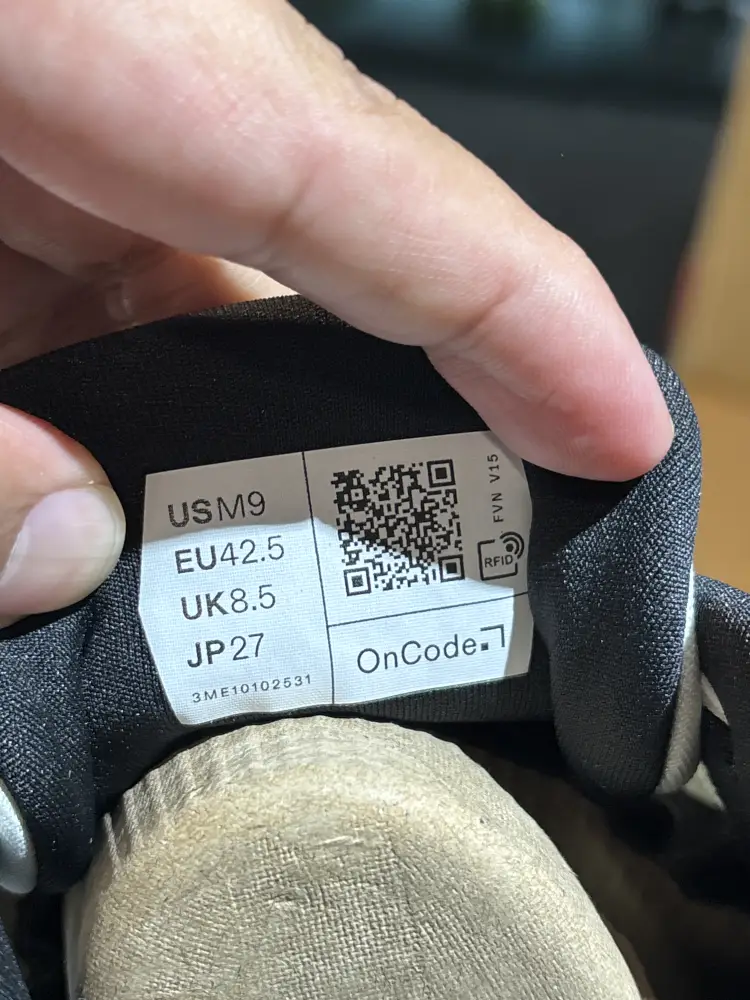 USM9
EU42.5
UK8.5
JP27
3ME10102531
FVN V15
RFID
OnCode